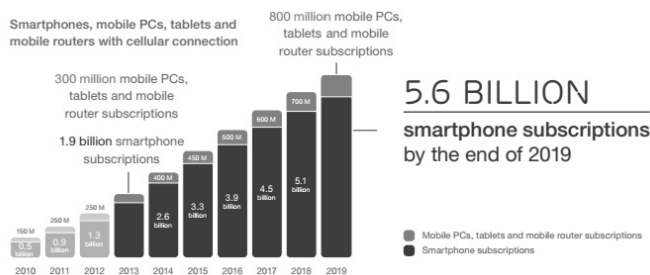 Smartphones, mobile PCs, tablets and
mobile routers with cellular connection
800 million mobile PCs,
tablets and mobile
router subscriptions
300 million mobile PCs,
tablets and mobile
router subscriptions
1.9 billion smartphone
subscriptions
5.6 BILLION
smartphone subscriptions
by the end of 2019
150 M
0.5
billion
250 M
0.9
billion
250 M
1.3
billion
400 M
2.6
billion
450 M
3.3
billion
500 M
3.9
billion
600 M
4.5
billion
700 M
5.1
billion
2010 2011 2012 2013 2014 2015 2016 2017 2018 2019
Mobile PCs, tablets and mobile router subscriptions
Smartphone subscriptions